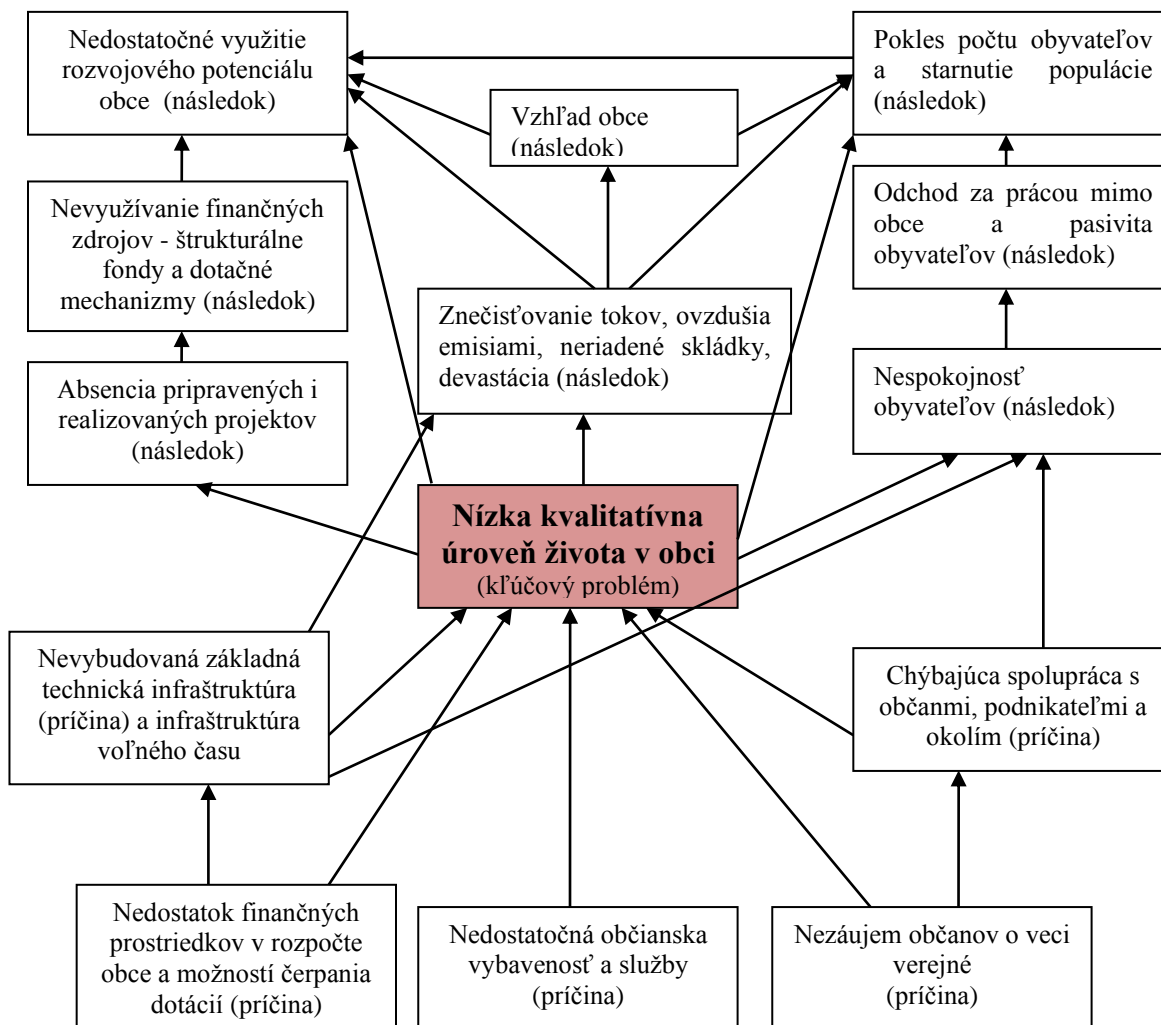 Nedostatočné využitie
rozvojového potenciálu
obce  (následok)
Pokles počtu obyvateľov
a starnutie populácie
(následok)
Vzhľad obce
(následok)
Nevyužívanie finančných
zdrojov - štrukturálne
fondy a dotačné
mechanizmy (následok)
Odchod za prácou mimo
obce a pasivita
obyvateľov (následok)
Znečisťovanie tokov, ovzdušia
emisiami, neriadené skládky,
devastácia (následok)
Absencia pripravených i
realizovaných projektov
(následok)
Nespokojnosť
obyvateľov (následok)
Nízka kvalitatívna
úroveň života v obci
(kľúčový problém)
Nevybudovaná základná
technická infraštruktúra
(príčina) a infraštruktúra
voľného času
Chýbajúca spolupráca s
občanmi, podnikateľmi a
okolím (príčina)
Nedostatok finančných
prostriedkov v rozpočte
obce a možností čerpania
dotácií (príčina)
Nedostatočná občianska
vybavenosť a služby
(príčina)
Nezáujem občanov o veci
verejné
(príčina)